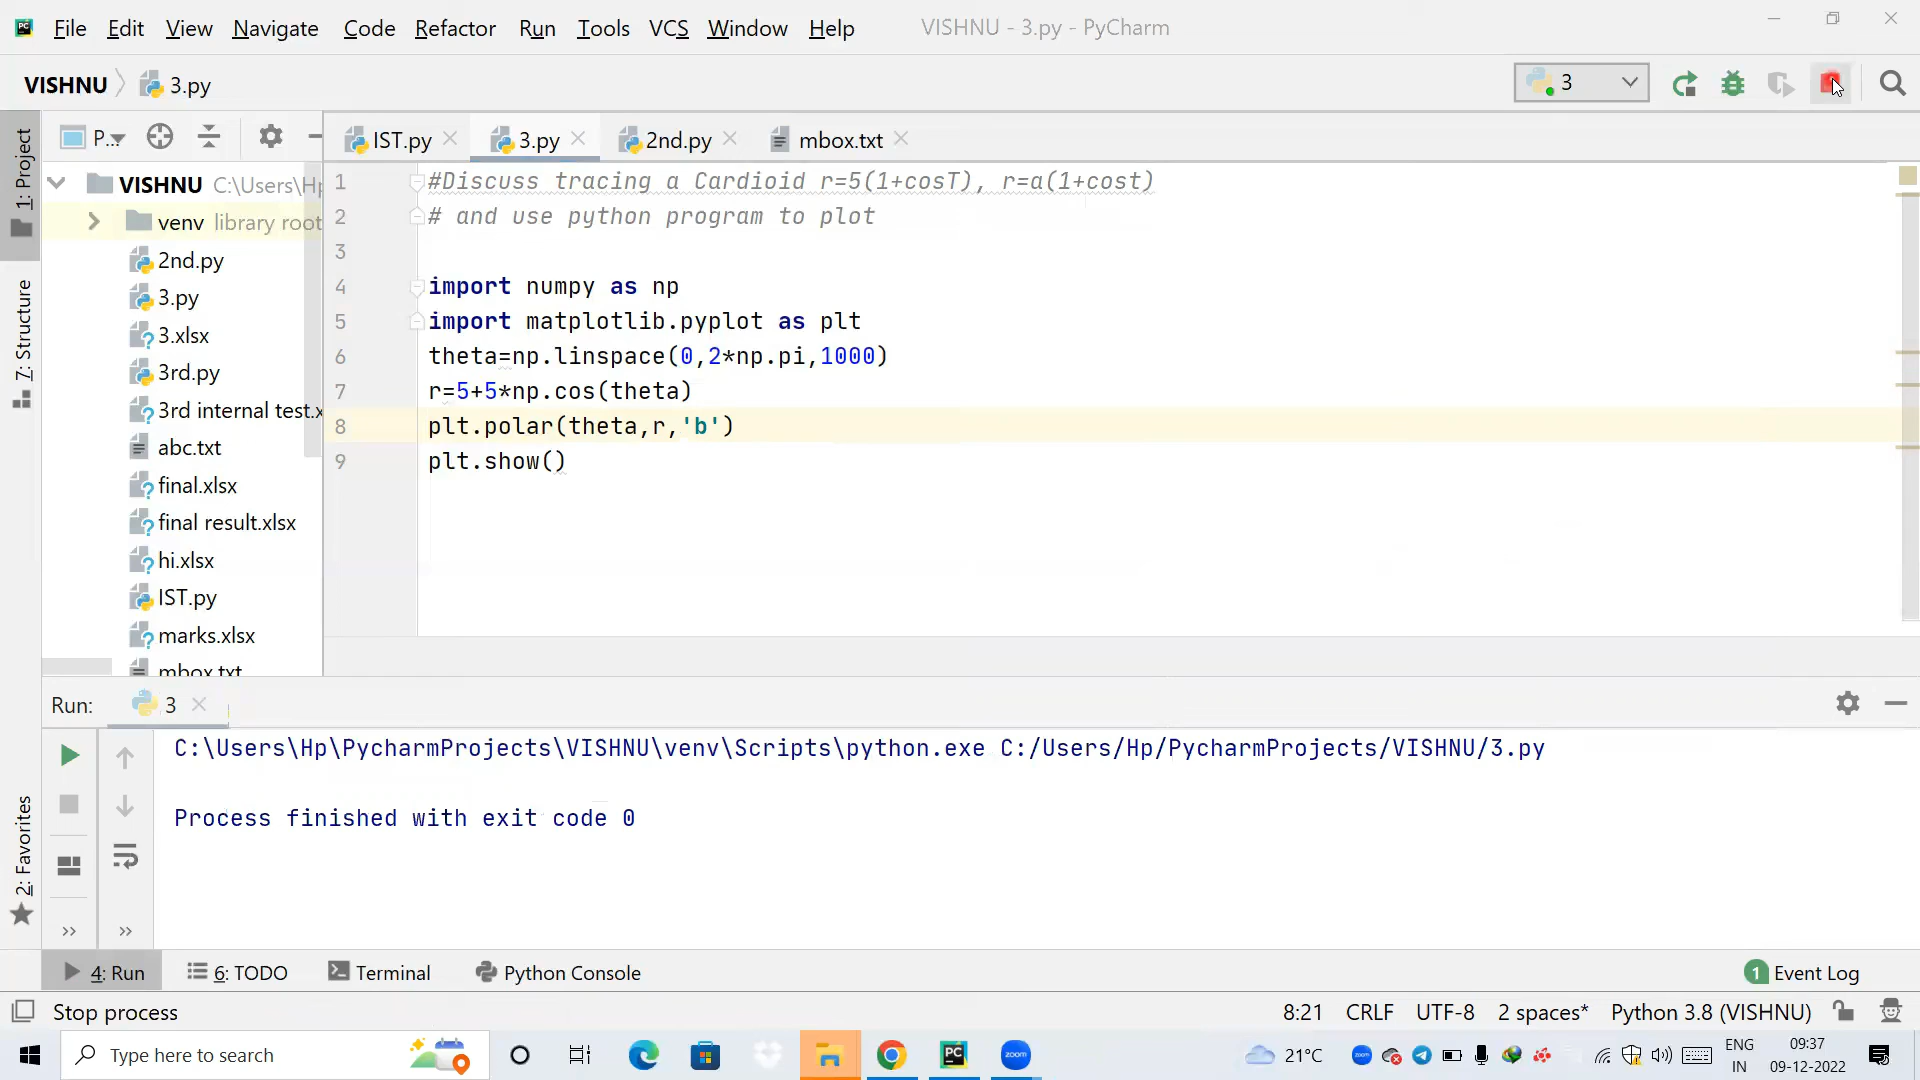 File Edit View Navigate Code Refactor Run Tools VCS Window Help VISHNU - 3.py - PyCharm
VISHNU 3.py 3
1: Project
7: Structure
2: Favorites
P...
IST.py 3.py 2nd.py mbox.txt
VISHNU C:\Users\Hp
venv library root
2nd.py
3.py
3.xlsx
3rd.py
3rd internal test.x
abc.txt
final.xlsx
final result.xlsx
hi.xlsx
IST.py
marks.xlsx
mbox.txt
1 #Discuss tracing a Cardioid r=5(1+cosT), r=a(1+cost)
2 # and use python program to plot
3
4 import numpy as np
5 import matplotlib.pyplot as plt
6 theta=np.linspace(0,2*np.pi,1000)
7 r=5+5*np.cos(theta)
8 plt.polar(theta,r,'b')
9 plt.show()
Run: 3
C:\Users\Hp\PycharmProjects\VISHNU\venv\Scripts\python.exe C:/Users/Hp/PycharmProjects/VISHNU/3.py
Process finished with exit code 0
4: Run 6: TODO Terminal Python Console 1 Event Log
Stop process 8:21 CRLF UTF-8 2 spaces* Python 3.8 (VISHNU)
Type here to search PC zoom 21°C zoom ENG 09:37
IN 09-12-2022